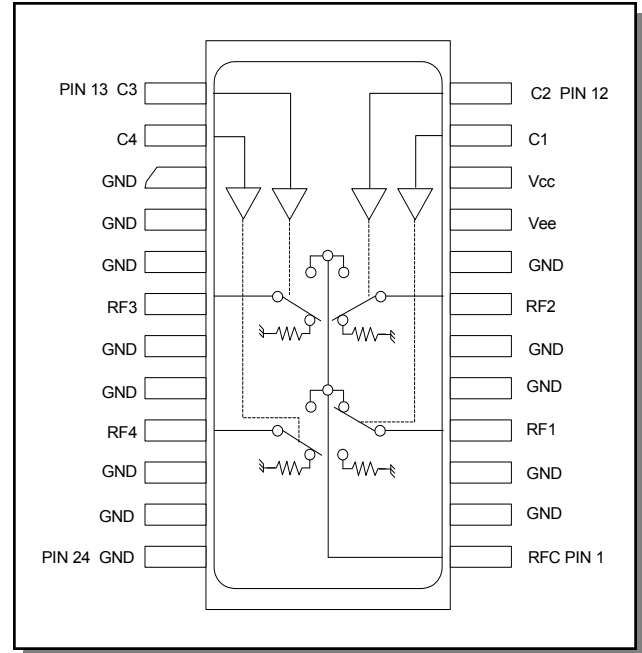 PIN 13 C3
C4
GND
GND
GND
RF3
GND
GND
RF4
GND
GND
PIN 24 GND
C2 PIN 12
C1
Vcc
Vee
GND
RF2
GND
GND
RF1
GND
GND
RFC PIN 1